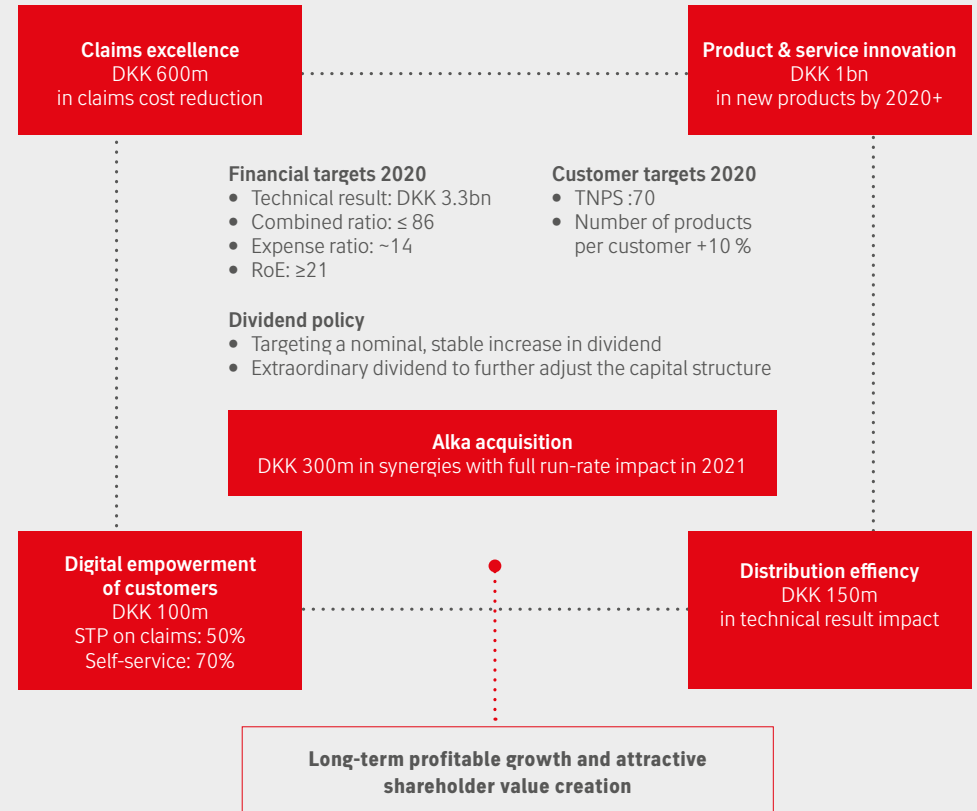 Claims excellence
DKK 600m
in claims cost reduction
Product & service innovation
DKK 1bn
in new products by 2020+
Financial targets 2020
• Technical result: DKK 3.3bn
• Combined ratio: ≤ 86
• Expense ratio: ~14
• RoE: ≥21
Customer targets 2020
• TNPS :70
• Number of products
per customer +10 %
Dividend policy
• Targeting a nominal, stable increase in dividend
• Extraordinary dividend to further adjust the capital structure
Alka acquisition
DKK 300m in synergies with full run-rate impact in 2021
Digital empowerment
of customers
DKK 100m
STP on claims: 50%
Self-service: 70%
Distribution effiency
DKK 150m
in technical result impact
Long-term profitable growth and attractive
shareholder value creation